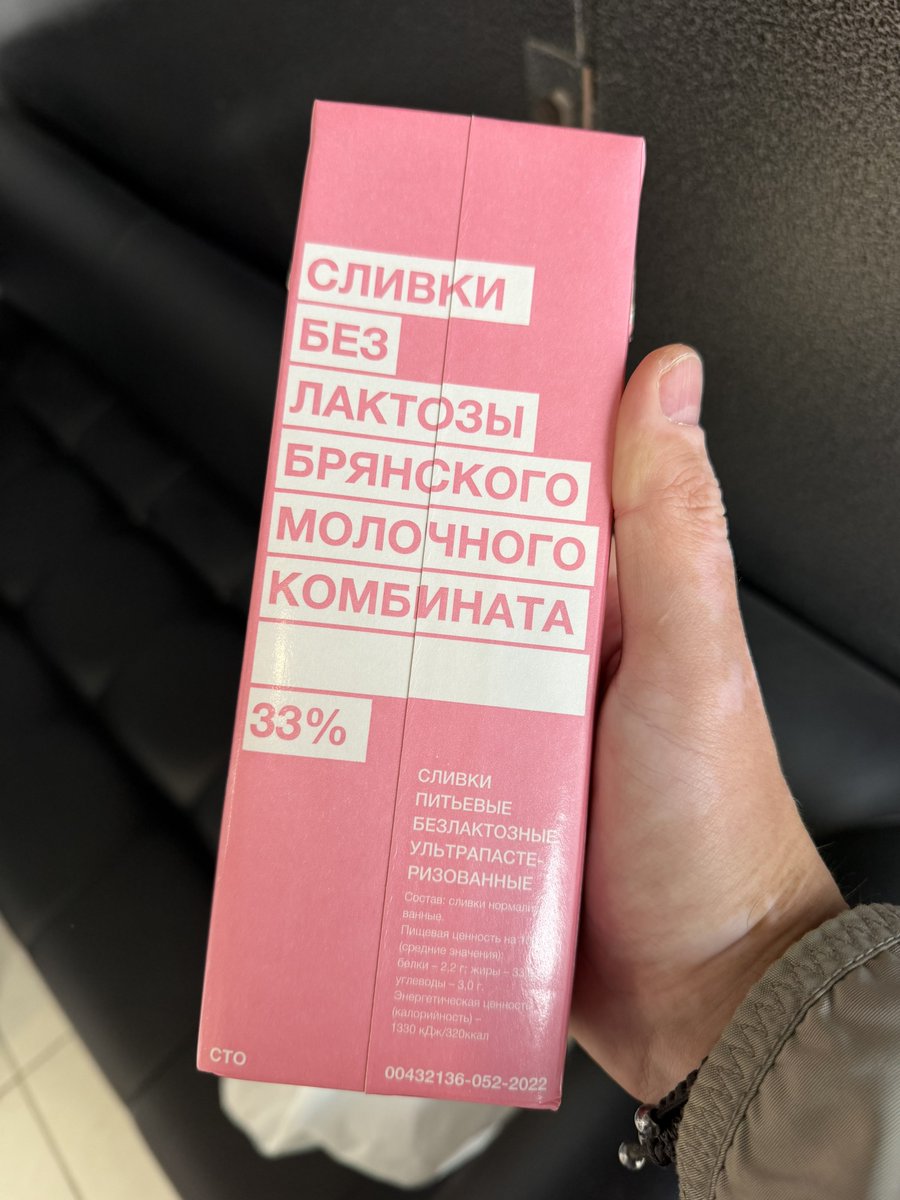 СЛИВКИ
БЕЗ
ЛАКТОЗЫ
БРЯНСКОГО
МОЛОЧНОГО
КОМБИНАТА
33%
СЛИВКИ
ПИТЬЕВЫЕ
БЕЗЛАКТОЗНЫЕ
УЛЬТРАПАСТЕ-
РИЗОВАННЫЕ
Состав: сливки
ванные.
Пищевая ценность на
(средние значения):
белки – 2,2 г; жиры –
углеводы – 3,0 г.
Энергетическая ценность
(калорийность) –
1330 кДж/320ккал
СТО
00432136-052-2022